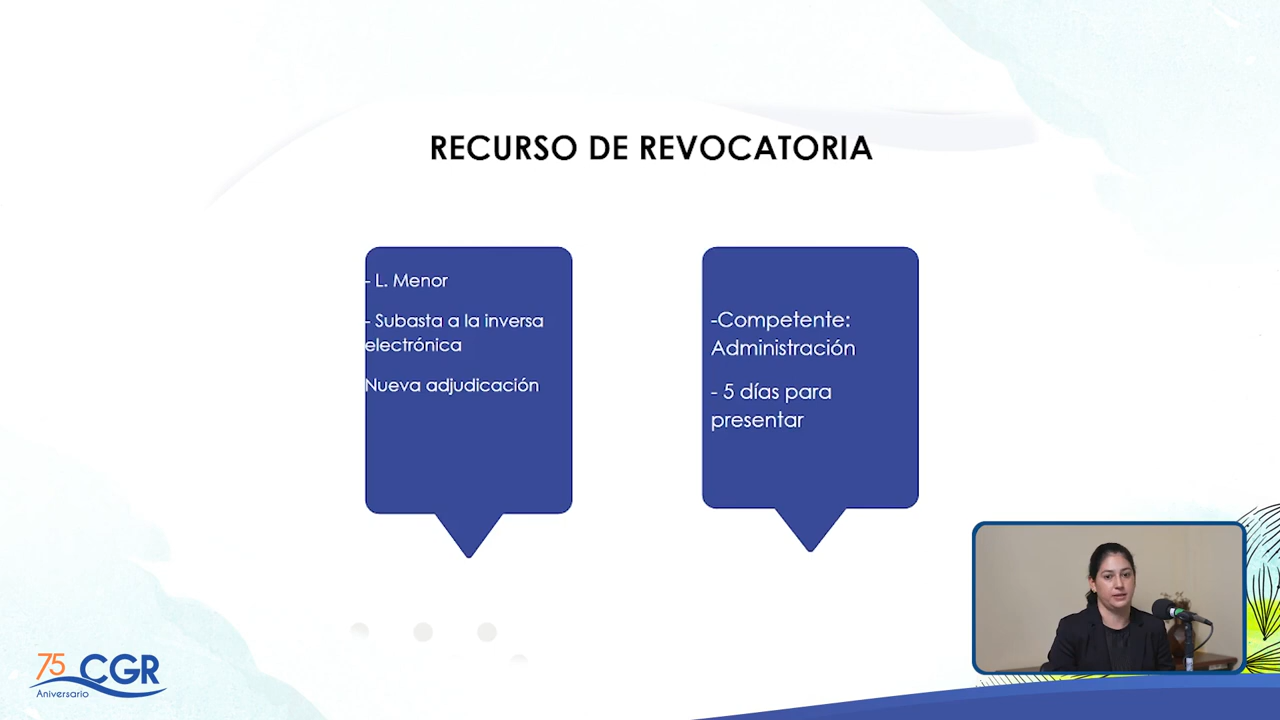 RECURSO DE REVOCATORIA
- L. Menor
- Subasta a la inversa
electrónica
Nueva adjudicación
-Competente:
Administración
- 5 días para
presentar
75 CGR
Aniversario